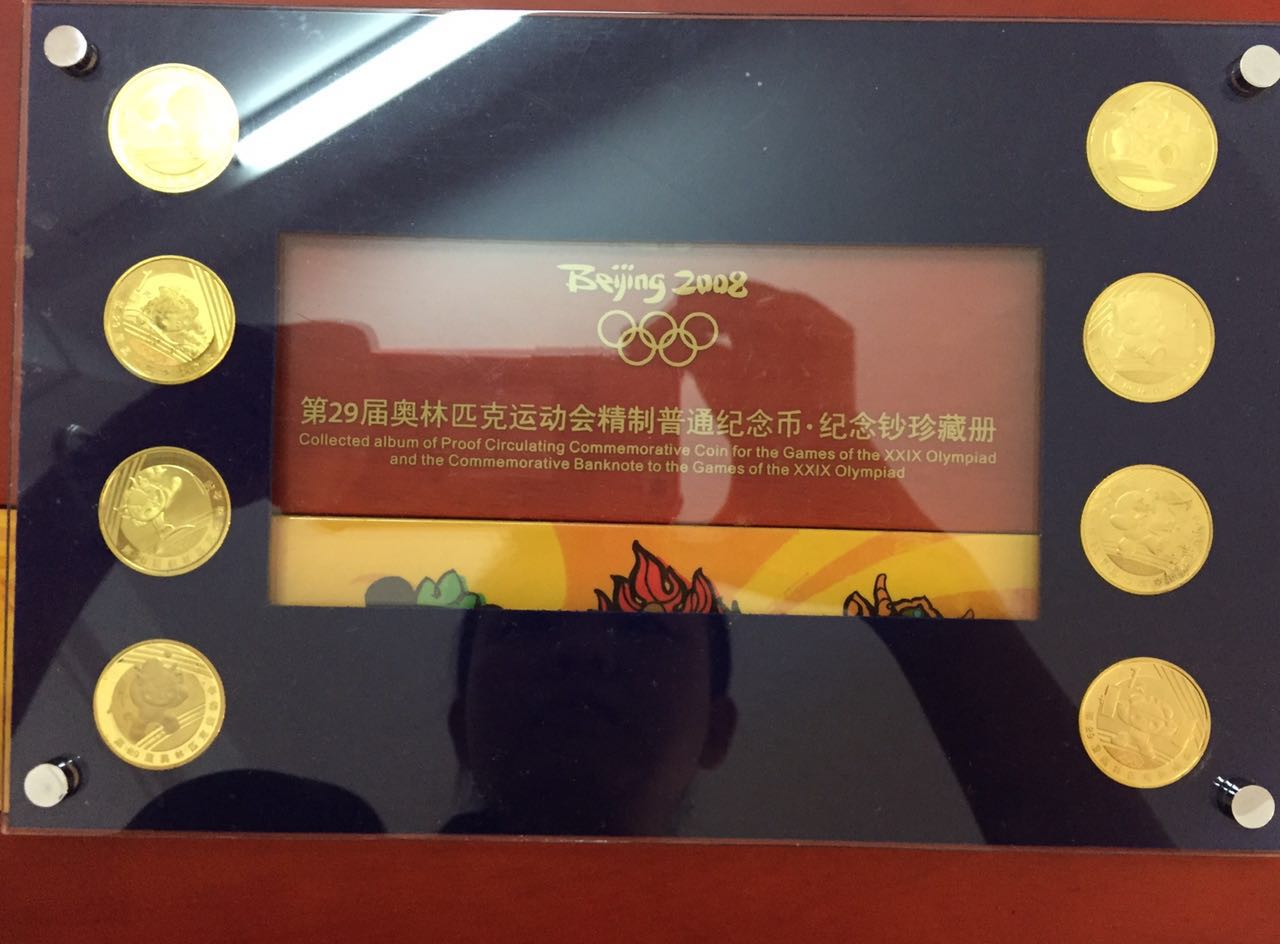 Beijing 2008
第29届奥林匹克运动会精制普通纪念币·纪念钞珍藏册
Collected album of Proof Circulating Commemorative Coin for the Games of the XXIX Olympiad
and the Commemorative Banknote to the Games of the XXIX Olympiad